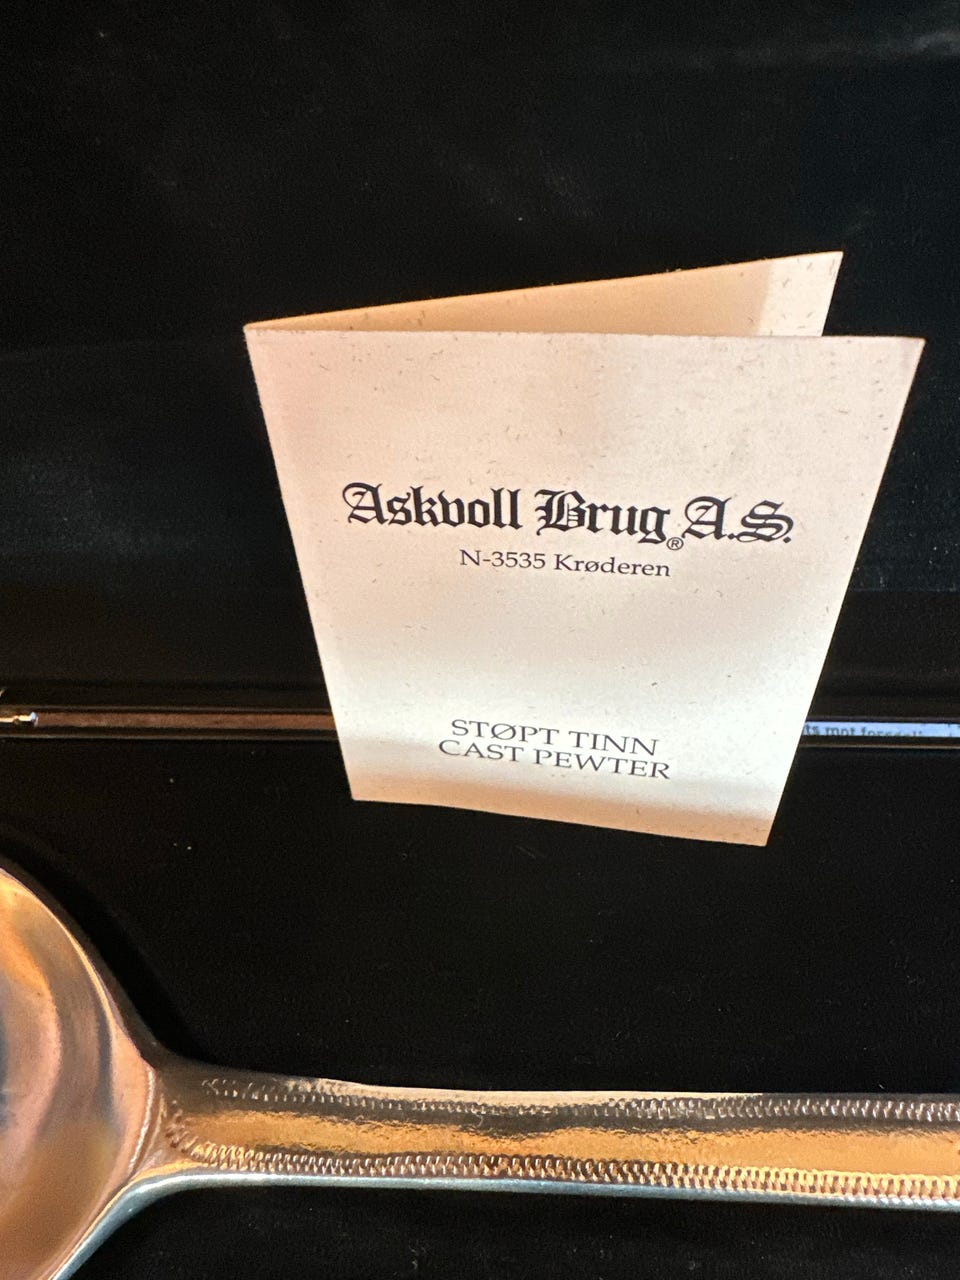 Askvoll Brug A.S.
®
N-3535 Krøderen
STØPT TINN
CAST PEWTER